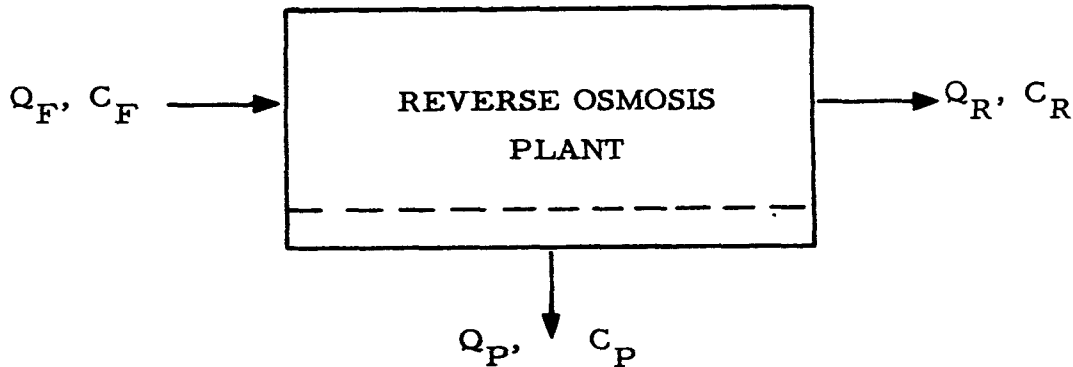 Q_F, C_F
REVERSE OSMOSIS
PLANT
Q_R, C_R
Q_P, C_P